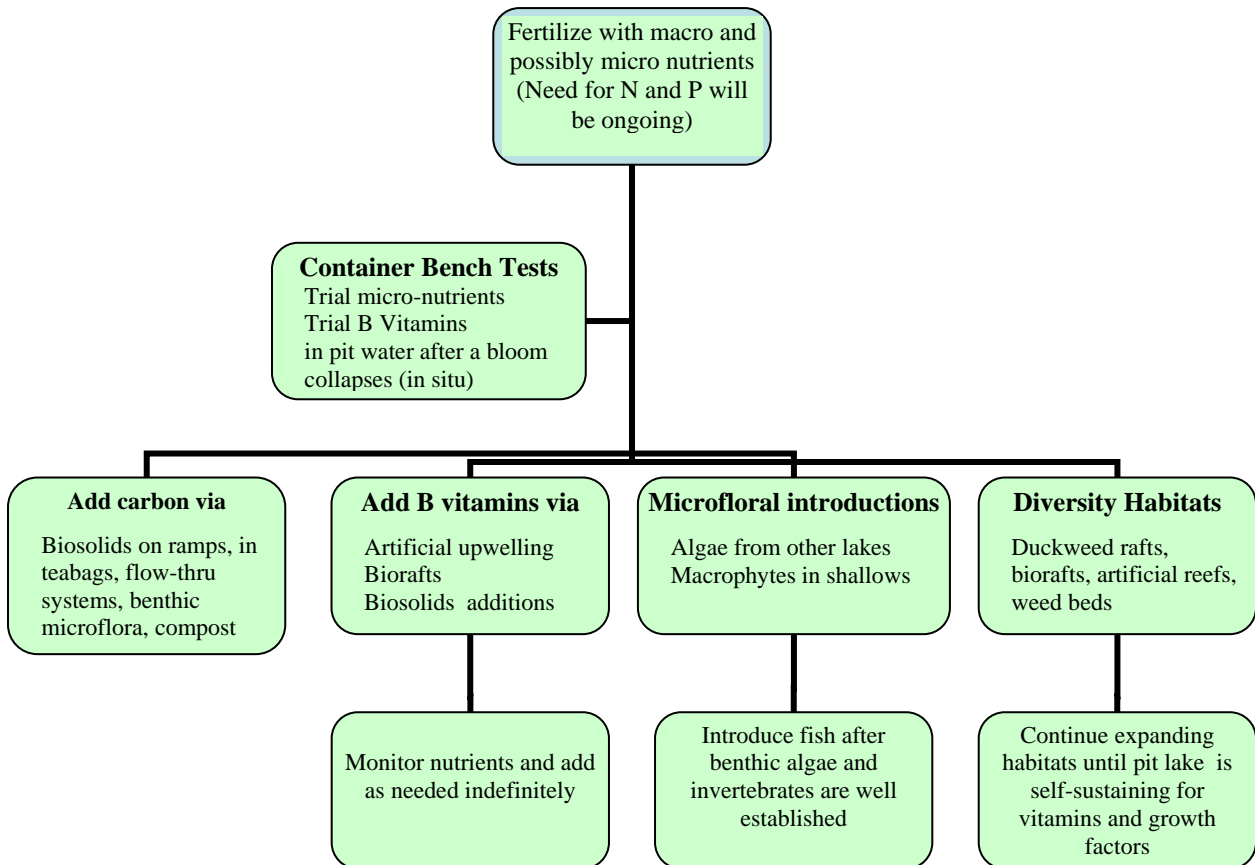 Fertilize with macro and
possibly micro nutrients
(Need for N and P will
be ongoing)
Container Bench Tests
Trial micro-nutrients
Trial B Vitamins
in pit water after a bloom
collapses (in situ)
Add carbon via
Biosolids on ramps, in
teabags, flow-thru
systems, benthic
microflora, compost
Add B vitamins via
Artificial upwelling
Biorafts
Biosolids additions
Microfloral introductions
Algae from other lakes
Macrophytes in shallows
Diversity Habitats
Duckweed rafts,
biorafts, artificial reefs,
weed beds
Monitor nutrients and add
as needed indefinitely
Introduce fish after
benthic algae and
invertebrates are well
established
Continue expanding
habitats until pit lake is
self-sustaining for
vitamins and growth
factors